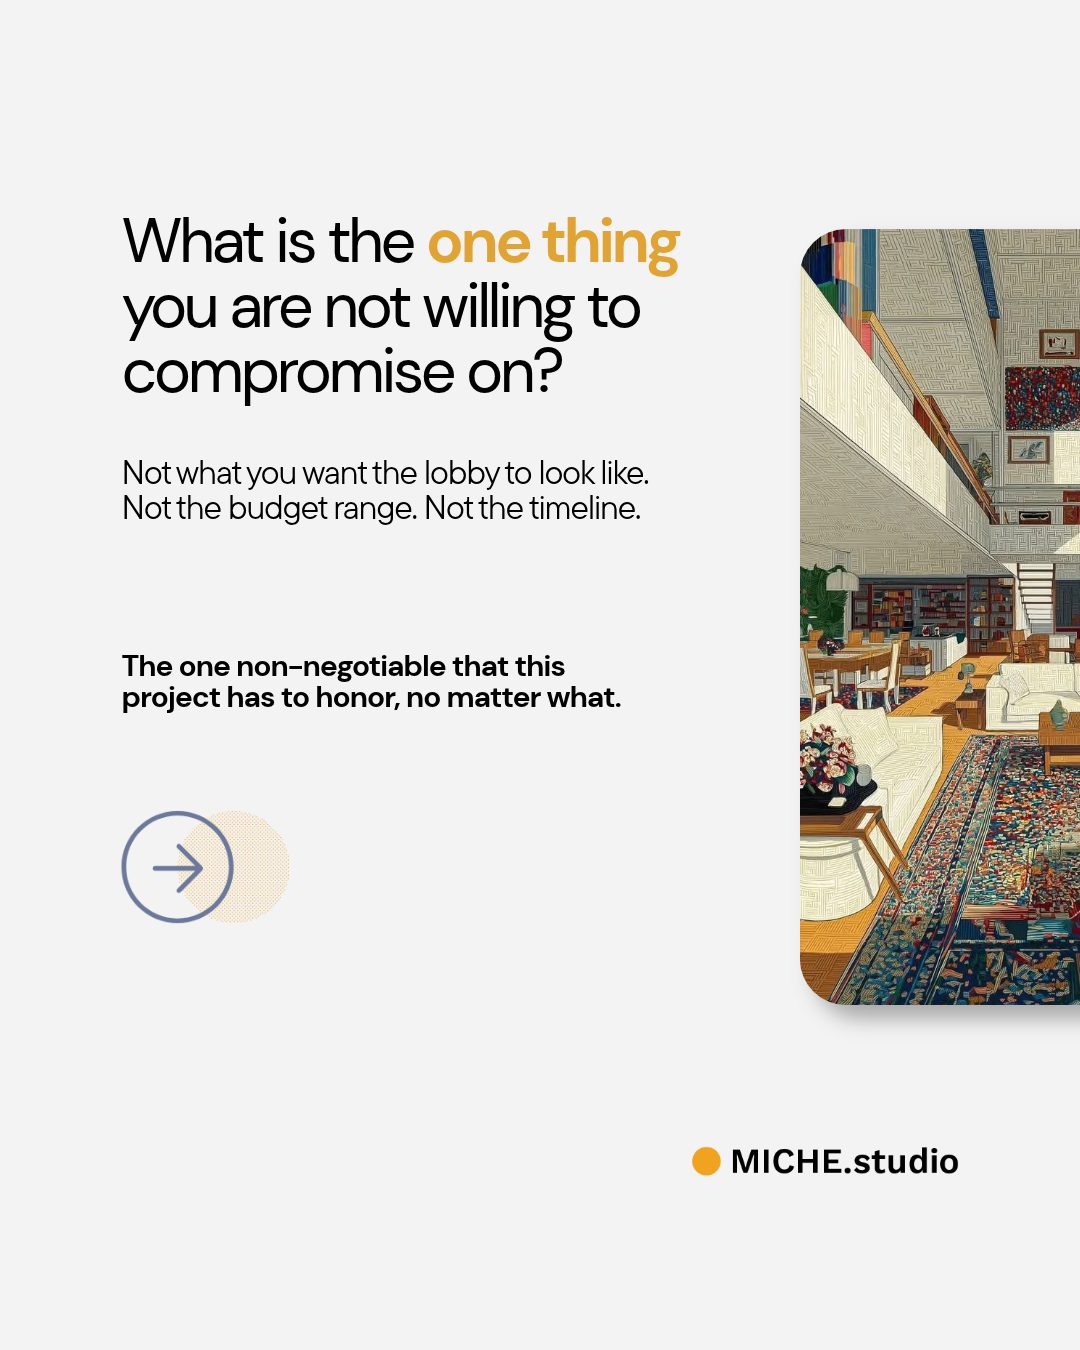 What is the one thing
you are not willing to
compromise on?
Not what you want the lobby to look like.
Not the budget range. Not the timeline.
The one non-negotiable that this
project has to honor, no matter what.
MICHE.studio